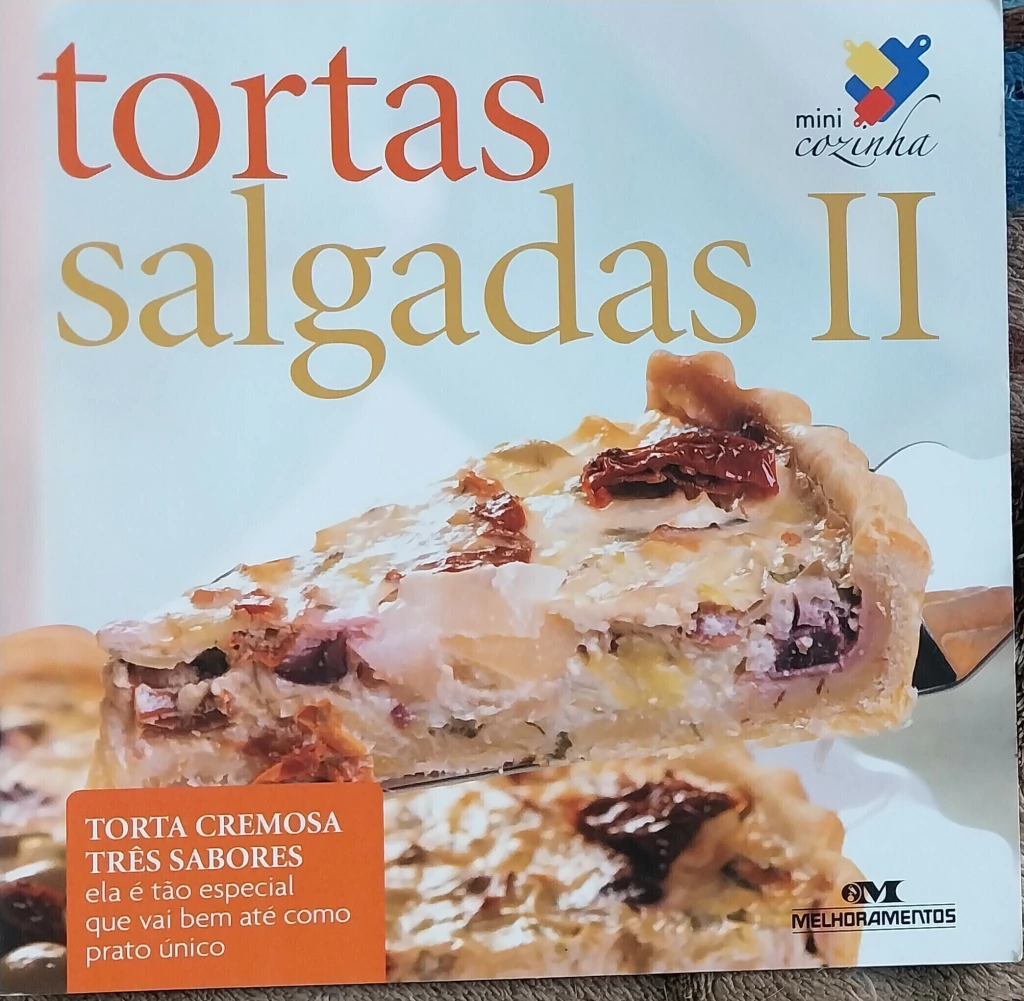 tortas
salgadas II
mini
cozinha
TORTA CREMOSA
TRÊS SABORES
ela é tão especial
que vai bem até como
prato único
MELHORAMENTOS